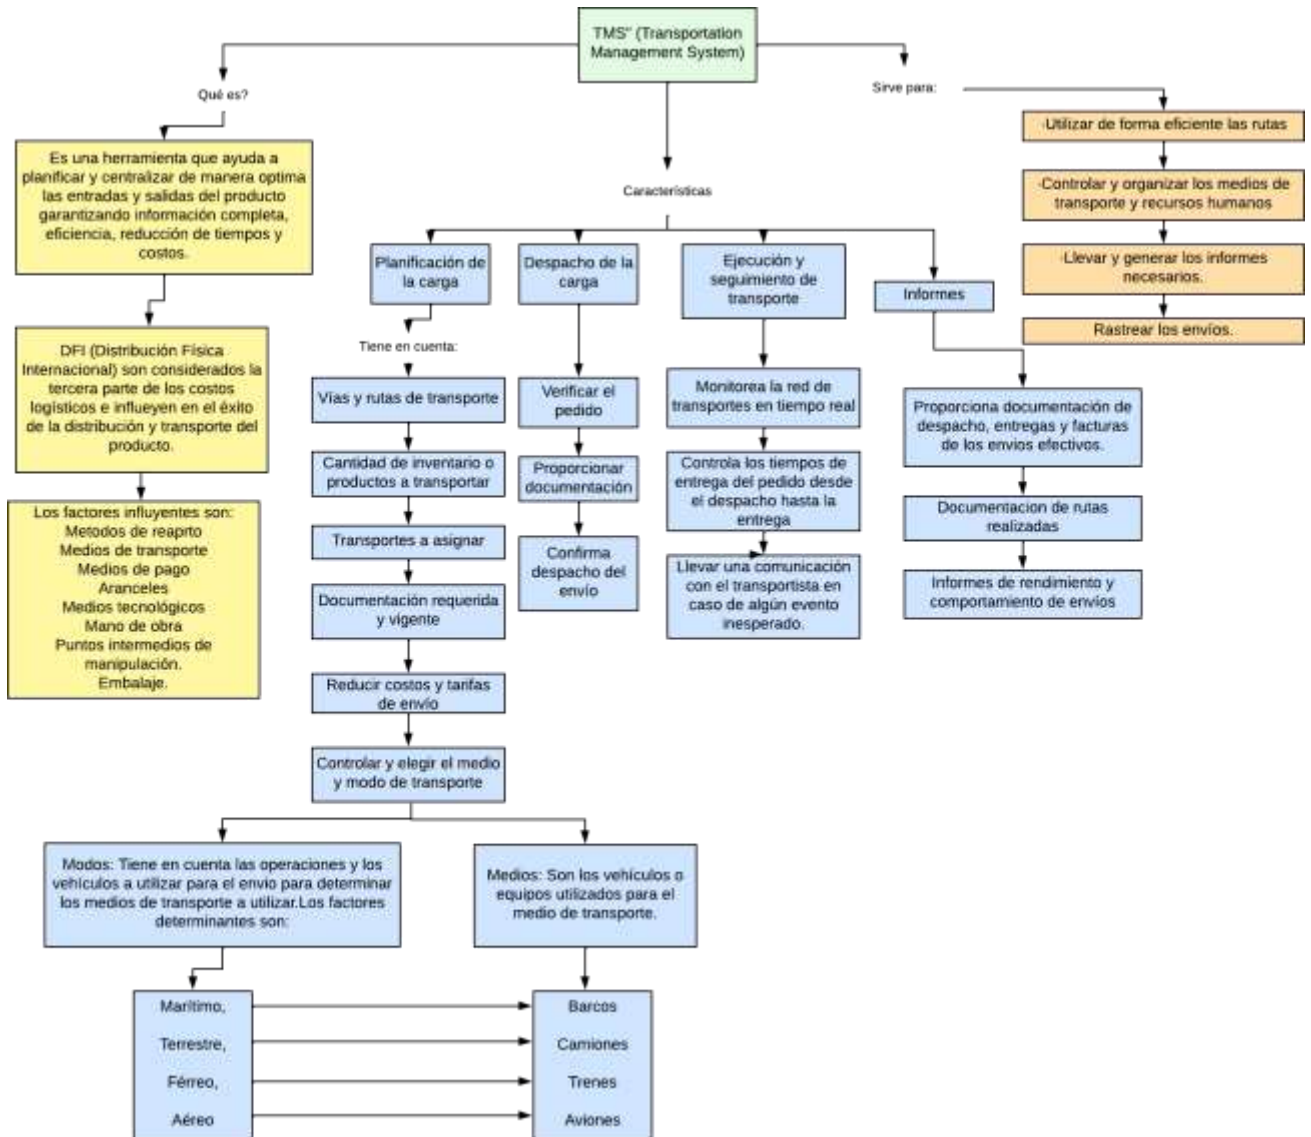 TMS" (Transportation
Management System)
Qué es?
Es una herramienta que ayuda a
planificar y centralizar de manera optima
las entradas y salidas del producto
garantizando información completa,
eficiencia, reducción de tiempos y
costos.
DFI (Distribución Física
Internacional) son considerados la
tercera parte de los costos
logísticos e influeyen en el éxito
de la distribución y transporte del
producto.
Los factores influyentes son:
Metodos de reaprto
Medios de transporte
Medios de pago
Aranceles
Medios tecnológicos
Mano de obra
Puntos intermedios de
manipulación.
Embalaje.
Características
Planificación de
la carga
Tiene en cuenta:
Vías y rutas de transporte
Cantidad de inventario o
productos a transportar
Transportes a asignar
Documentación requerida
y vigente
Reducir costos y tarifas
de envío
Controlar y elegir el medio
y modo de transporte
Modos: Tiene en cuenta las operaciones y los
vehículos a utilizar para el envio para determinar
los medios de transporte a utilizar.Los factores
determinantes son:
Marítimo,
Terrestre,
Férreo,
Aéreo
Medios: Son los vehículos o
equipos utilizados para el
medio de transporte.
Barcos
Camiones
Trenes
Aviones
Despacho de la
carga
Verificar el
pedido
Proporcionar
documentación
Confirma
despacho del
envío
Ejecución y
seguimiento de
transporte
Monitorea la red de
transportes en tiempo real
Controla los tiempos de
entrega del pedido desde
el despacho hasta la
entrega
Llevar una comunicación
con el transportista en
caso de algún evento
inesperado.
Informes
Proporciona documentación de
despacho, entregas y facturas
de los envios efectivos.
Documentacion de rutas
realizadas
Informes de rendimiento y
comportamiento de envíos
Sirve para:
·Utilizar de forma eficiente las rutas
·Controlar y organizar los medios de
transporte y recursos humanos
·Llevar y generar los informes
necesarios.
Rastrear los envíos.